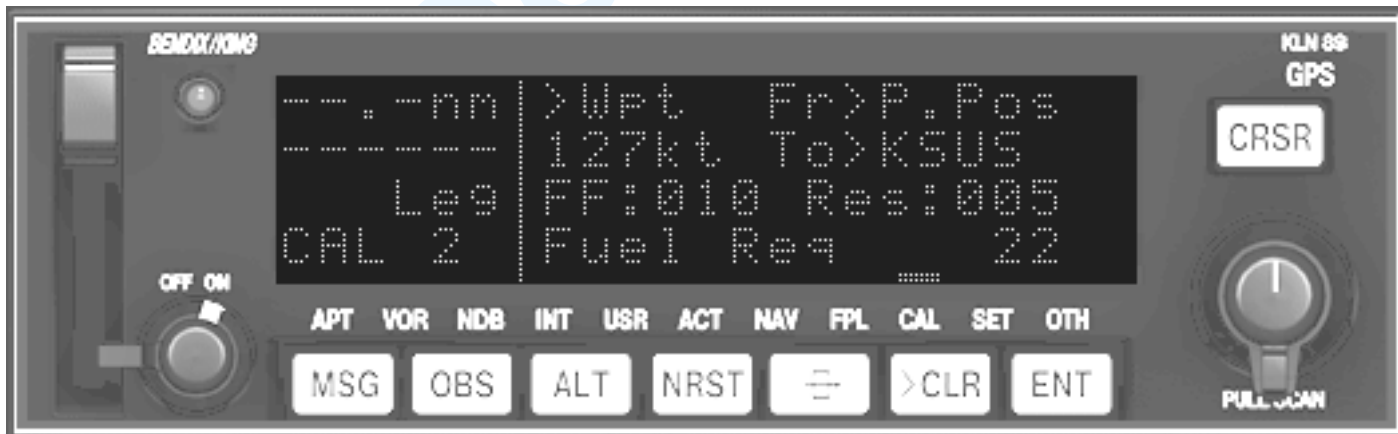 BENDIX/KING
KLN 89
GPS
--.-nm >Wpt Fr>P.Pos
------ 127kt To>KSUS
Leg FF:010 Res:005
CAL 2 Fuel Req 22
CRSR
OFF ON
APT VOR NDB INT USR ACT NAV FPL CAL SET OTH
MSG OBS ALT NRST >CLR ENT
PULL SCAN